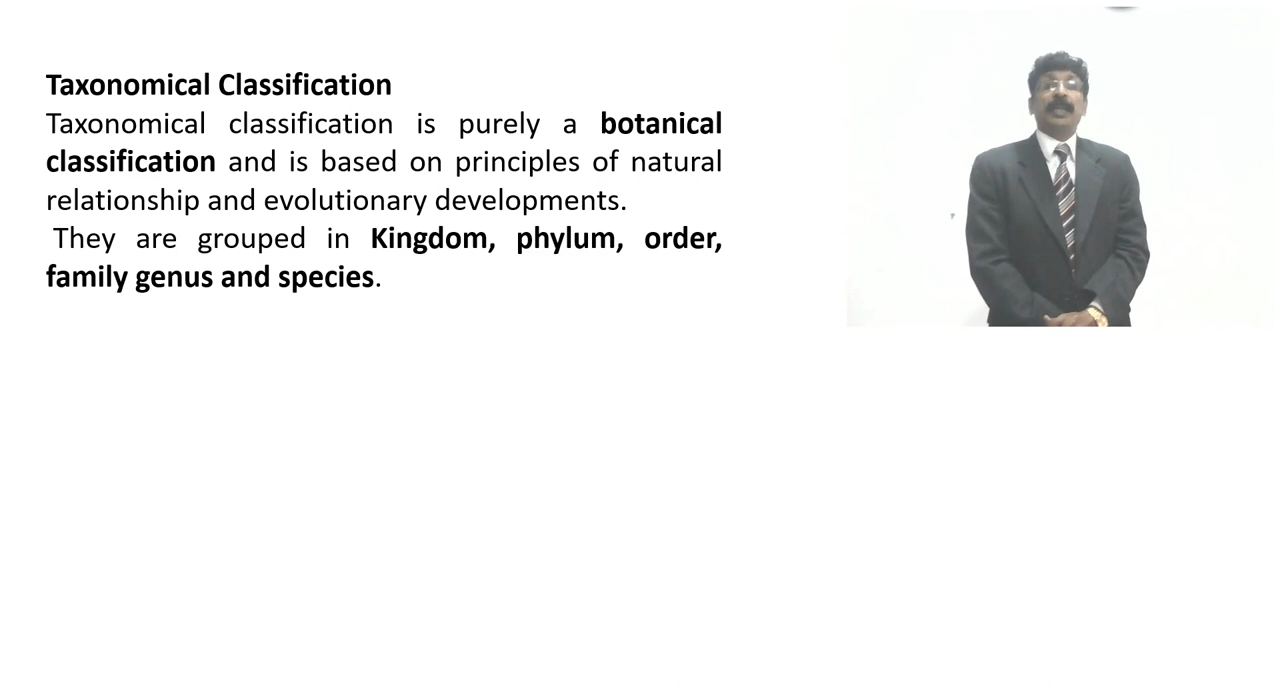 Taxonomical Classification
Taxonomical classification is purely a botanical
classification and is based on principles of natural
relationship and evolutionary developments.
They are grouped in Kingdom, phylum, order,
family genus and species.